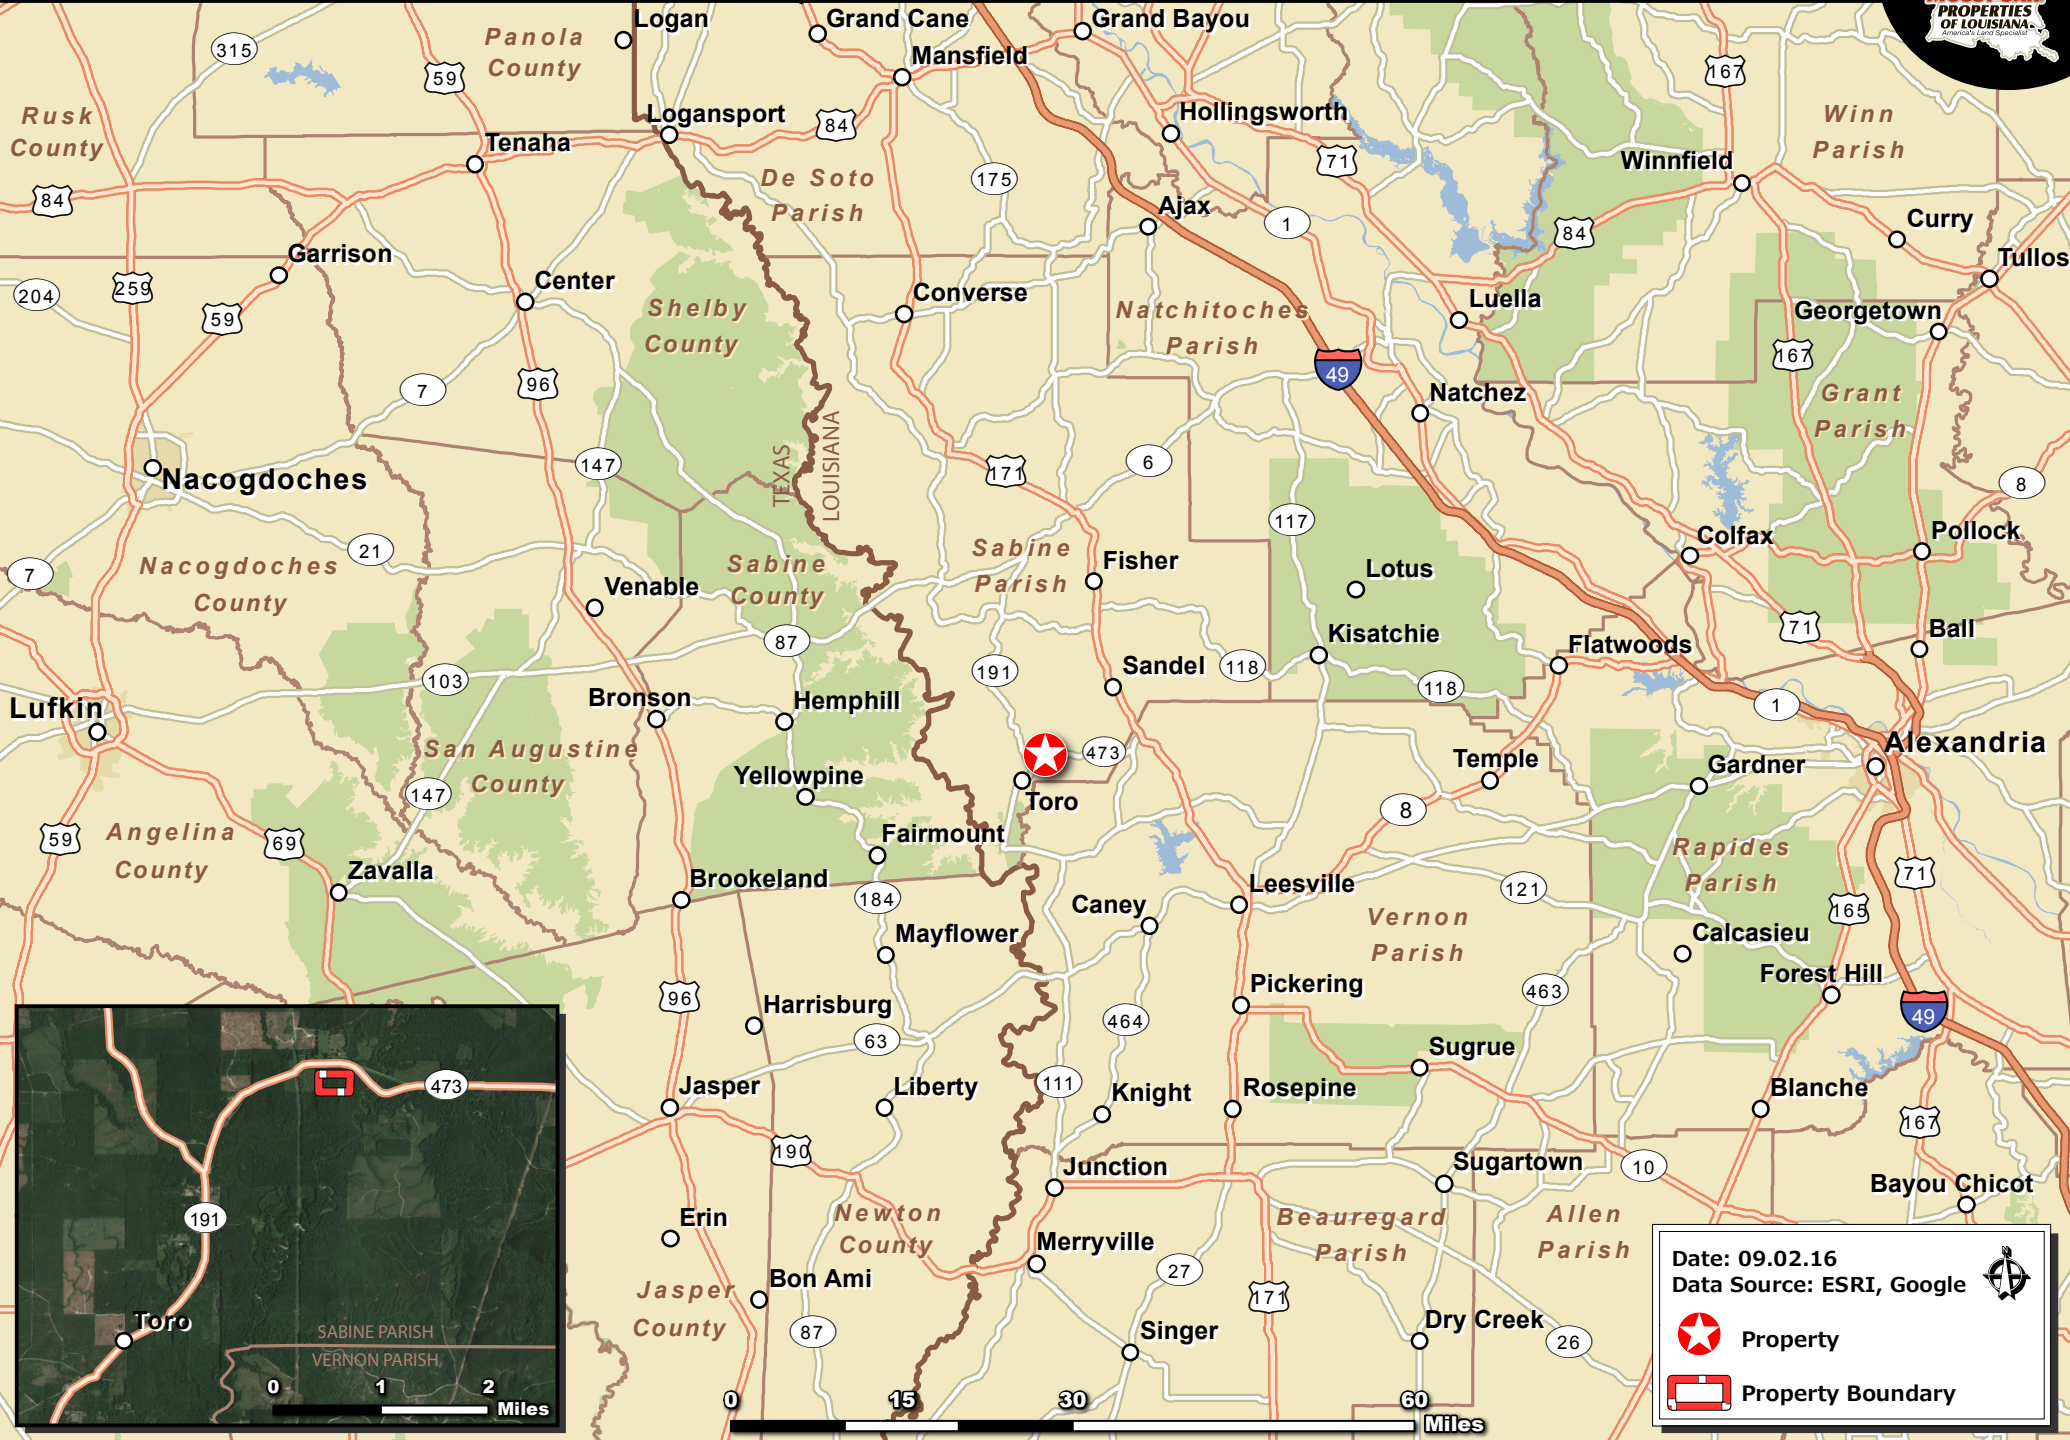 PROPERTIES
OF LOUISIANA
America's Land Specialist
Logan
Grand Cane
Grand Bayou
Panola
County
315
59
Mansfield
167
Rusk
County
Logansport
84
Hollingsworth
Winn
Parish
Tenaha
71
Winnfield
De Soto
Parish
175
84
Ajax
1
84
Curry
Garrison
Tullos
204
259
59
Center
Converse
Shelby
County
Natchitoches
Parish
Luella
Georgetown
49
167
96
7
Natchez
Grant
Parish
TEXAS
LOUISIANA
147
171
6
Nacogdoches
8
117
Colfax
Pollock
21
7
Nacogdoches
County
Sabine
County
Sabine
Parish
Fisher
Lotus
Venable
87
Kisatchie
71
Ball
Flatwoods
103
191
Sandel
118
118
Bronson
Hemphill
1
Lufkin
San Augustine
County
473
Alexandria
Yellowpine
Toro
Temple
Gardner
147
8
Angelina
County
59
69
Fairmount
Rapides
Parish
Zavalla
Brookeland
Leesville
121
71
184
Caney
Vernon
Parish
165
Mayflower
Calcasieu
Forest Hill
96
Harrisburg
Pickering
463
49
464
63
Sugrue
Jasper
Liberty
111
Knight
Rosepine
Blanche
167
190
Junction
Sugartown
10
Bayou Chicot
Erin
Newton
County
Beauregard
Parish
Allen
Parish
Merryville
27
Bon Ami
Jasper
County
87
171
Singer
Dry Creek
26
0 15 30 60
Miles
473
191
Toro
SABINE PARISH
VERNON PARISH
0 1 2
Miles
Date: 09.02.16
Data Source: ESRI, Google
N
Property
Property Boundary